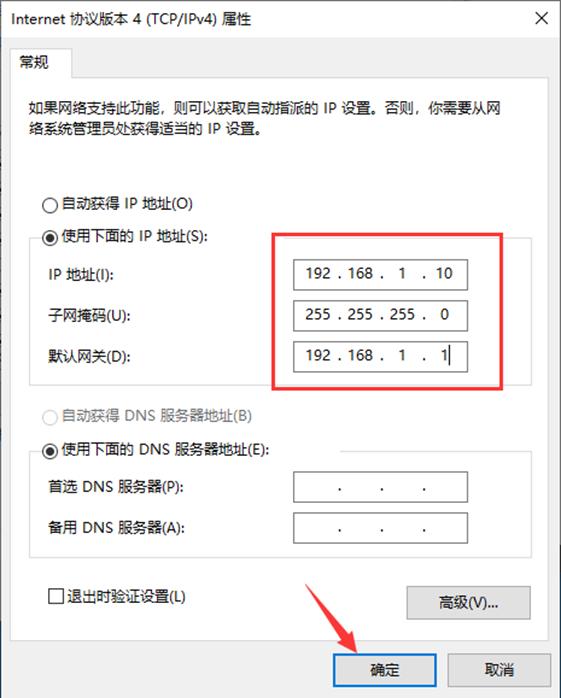 Internet 协议版本 4 (TCP/IPv4) 属性
常规
如果网络支持此功能，则可以获取自动指派的 IP 设置。否则，你需要从网
络系统管理员处获得适当的 IP 设置。
自动获得 IP 地址(O)
使用下面的 IP 地址(S):
IP 地址(I): 192 . 168 . 1 . 10
子网掩码(U): 255 . 255 . 255 . 0
默认网关(D): 192 . 168 . 1 . 1
自动获得 DNS 服务器地址(B)
使用下面的 DNS 服务器地址(E):
首选 DNS 服务器(P): . . .
备用 DNS 服务器(A): . . .
退出时验证设置(L)
高级(V)...
确定 取消